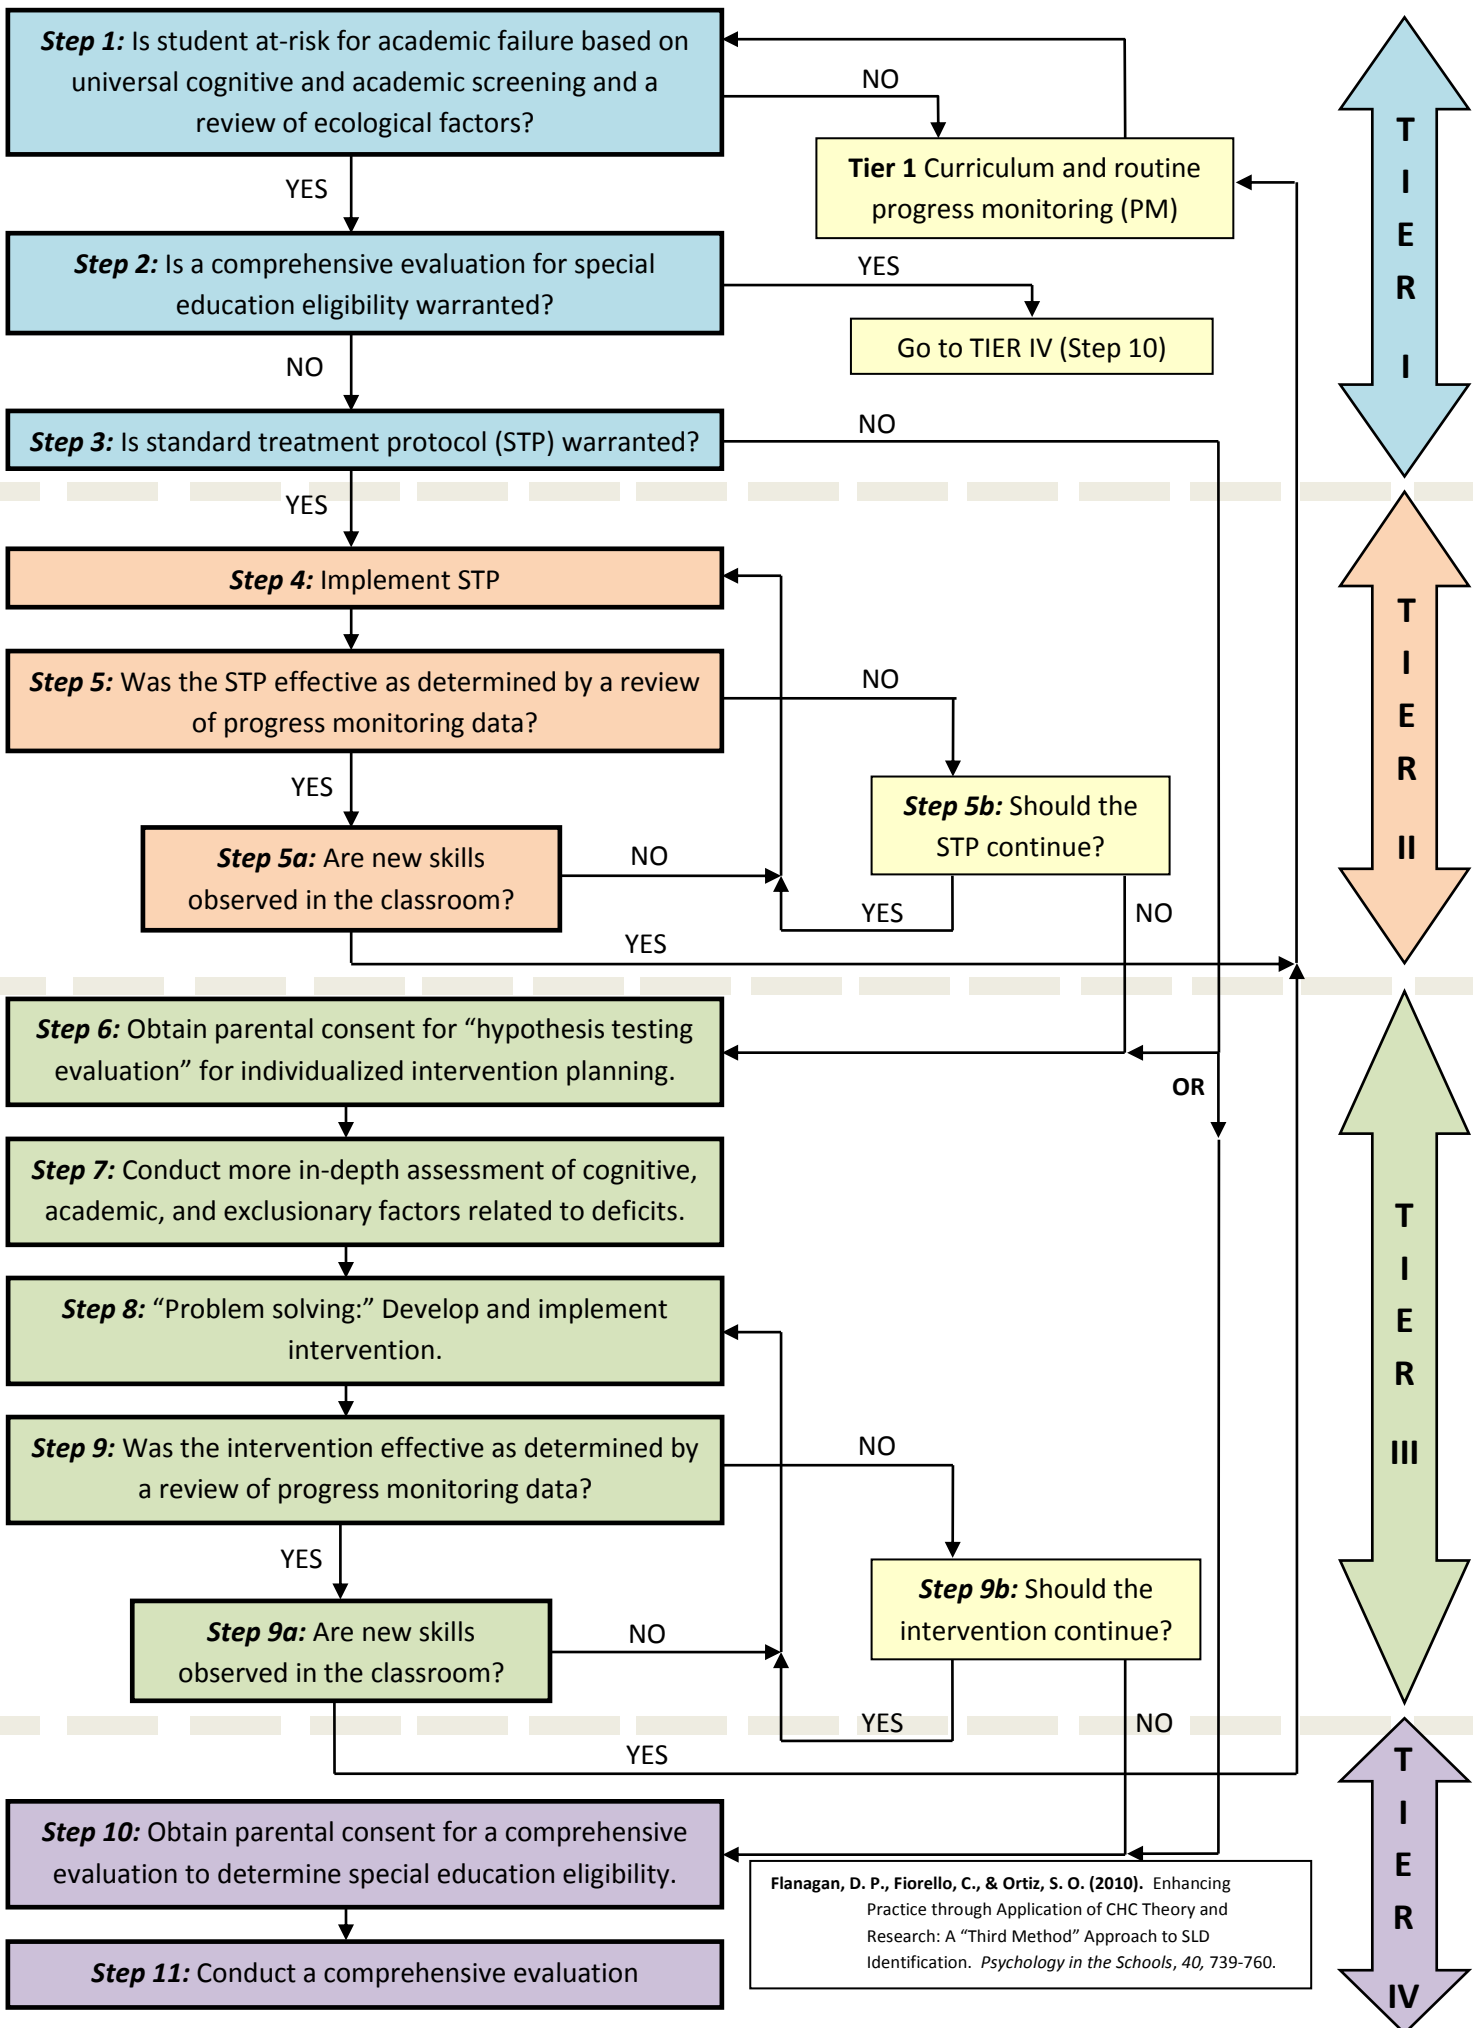 Step 1: Is student at-risk for academic failure based on
universal cognitive and academic screening and a
review of ecological factors?
NO
Tier 1 Curriculum and routine
progress monitoring (PM)
YES
Step 2: Is a comprehensive evaluation for special
education eligibility warranted?
YES
Go to TIER IV (Step 10)
NO
Step 3: Is standard treatment protocol (STP) warranted?
NO
T
I
E
R
I
YES
Step 4: Implement STP
Step 5: Was the STP effective as determined by a review
of progress monitoring data?
NO
YES
Step 5b: Should the
STP continue?
Step 5a: Are new skills
observed in the classroom?
NO
YES
NO
YES
T
I
E
R
II
Step 6: Obtain parental consent for “hypothesis testing
evaluation” for individualized intervention planning.
OR
Step 7: Conduct more in-depth assessment of cognitive,
academic, and exclusionary factors related to deficits.
Step 8: “Problem solving:” Develop and implement
intervention.
Step 9: Was the intervention effective as determined by
a review of progress monitoring data?
NO
YES
Step 9b: Should the
intervention continue?
Step 9a: Are new skills
observed in the classroom?
NO
YES
NO
YES
T
I
E
R
III
Step 10: Obtain parental consent for a comprehensive
evaluation to determine special education eligibility.
Step 11: Conduct a comprehensive evaluation
Flanagan, D. P., Fiorello, C., & Ortiz, S. O. (2010). Enhancing
Practice through Application of CHC Theory and
Research: A “Third Method” Approach to SLD
Identification. Psychology in the Schools, 40, 739-760.
T
I
E
R
IV